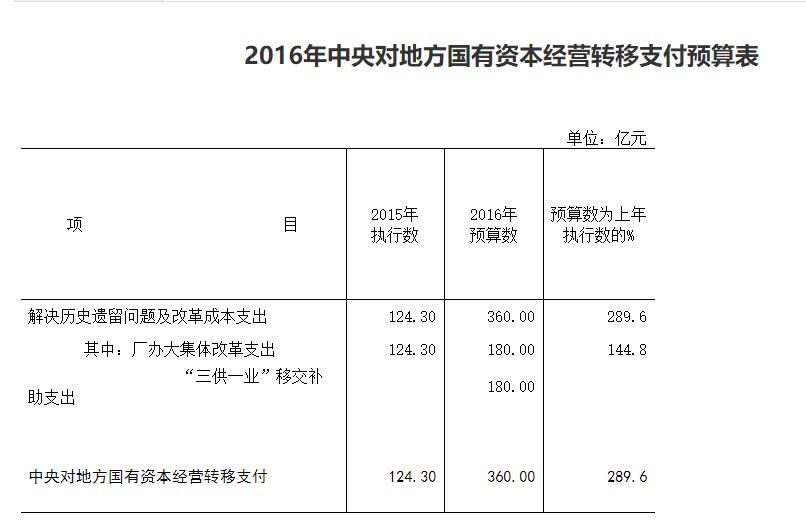 2016年中央对地方国有资本经营转移支付预算表
单位：亿元
项 目
2015年
执行数
2016年
预算数
预算数为上年
执行数的%
解决历史遗留问题及改革成本支出 124.30 360.00 289.6
其中：厂办大集体改革支出 124.30 180.00 144.8
“三供一业”移交补
助支出
180.00
中央对地方国有资本经营转移支付 124.30 360.00 289.6